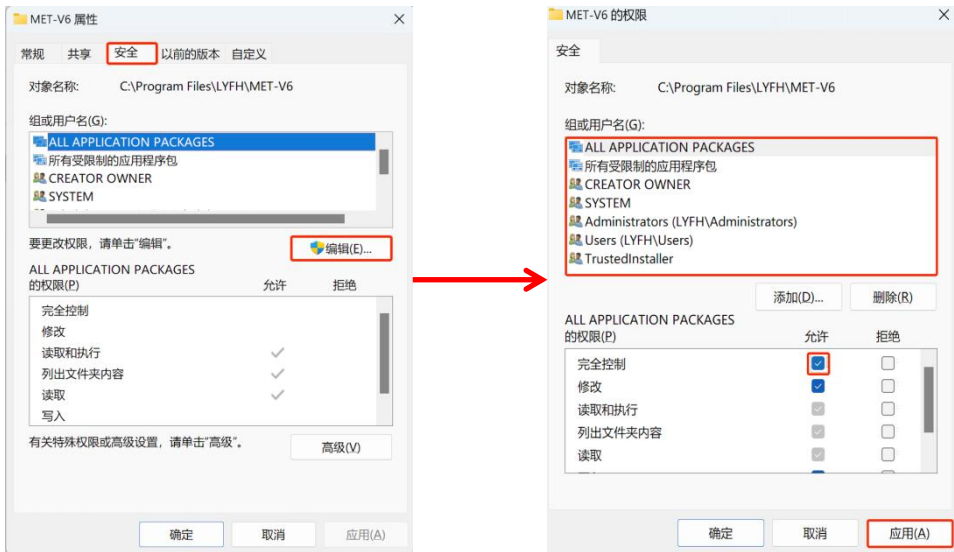 MET-V6 属性
常规 共享 安全 以前的版本 自定义
对象名称: C:\Program Files\LYFH\MET-V6
组或用户名(G):
ALL APPLICATION PACKAGES
所有受限制的应用程序包
CREATOR OWNER
SYSTEM
要更改权限，请单击"编辑"。
编辑(E)...
ALL APPLICATION PACKAGES
的权限(P) 允许 拒绝
完全控制
修改
读取和执行
列出文件夹内容
读取
写入
有关特殊权限或高级设置，请单击"高级"。
高级(V)
确定 取消 应用(A)
MET-V6 的权限
安全
对象名称: C:\Program Files\LYFH\MET-V6
组或用户名(G):
ALL APPLICATION PACKAGES
所有受限制的应用程序包
CREATOR OWNER
SYSTEM
Administrators (LYFH\Administrators)
Users (LYFH\Users)
TrustedInstaller
添加(D)... 删除(R)
ALL APPLICATION PACKAGES
的权限(P) 允许 拒绝
完全控制
修改
读取和执行
列出文件夹内容
读取
确定 取消 应用(A)